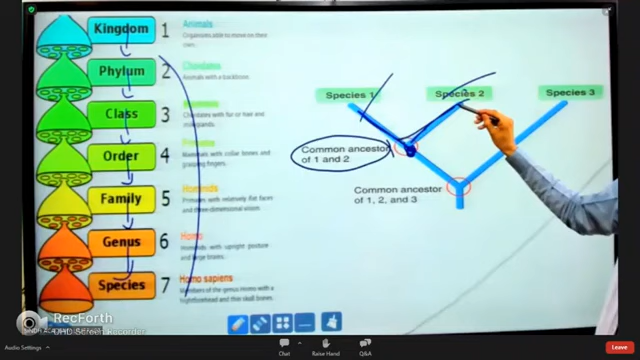 Kingdom 1
Animals
Organisms able to move on their own.
Phylum 2
Chordates
Animals with a backbone.
Class 3
Chordates with fur or hair and
Order 4
Primates
Mammals with collar bones and
grasping fingers.
Family 5
Hominids
Primates with relatively flat faces
and three-dimensional vision.
Genus 6
Homo
Hominids with upright posture
and large brains.
Species 7
Homo sapiens
Members of the genus Homo with a
high forehead and thin skull bones.
Species 1
Species 2
Species 3
Common ancestor
of 1 and 2
Common ancestor
of 1, 2, and 3
RecForth
UHD Screen Recorder
Audio Settings
Chat
Raise Hand
Q&A
Leave